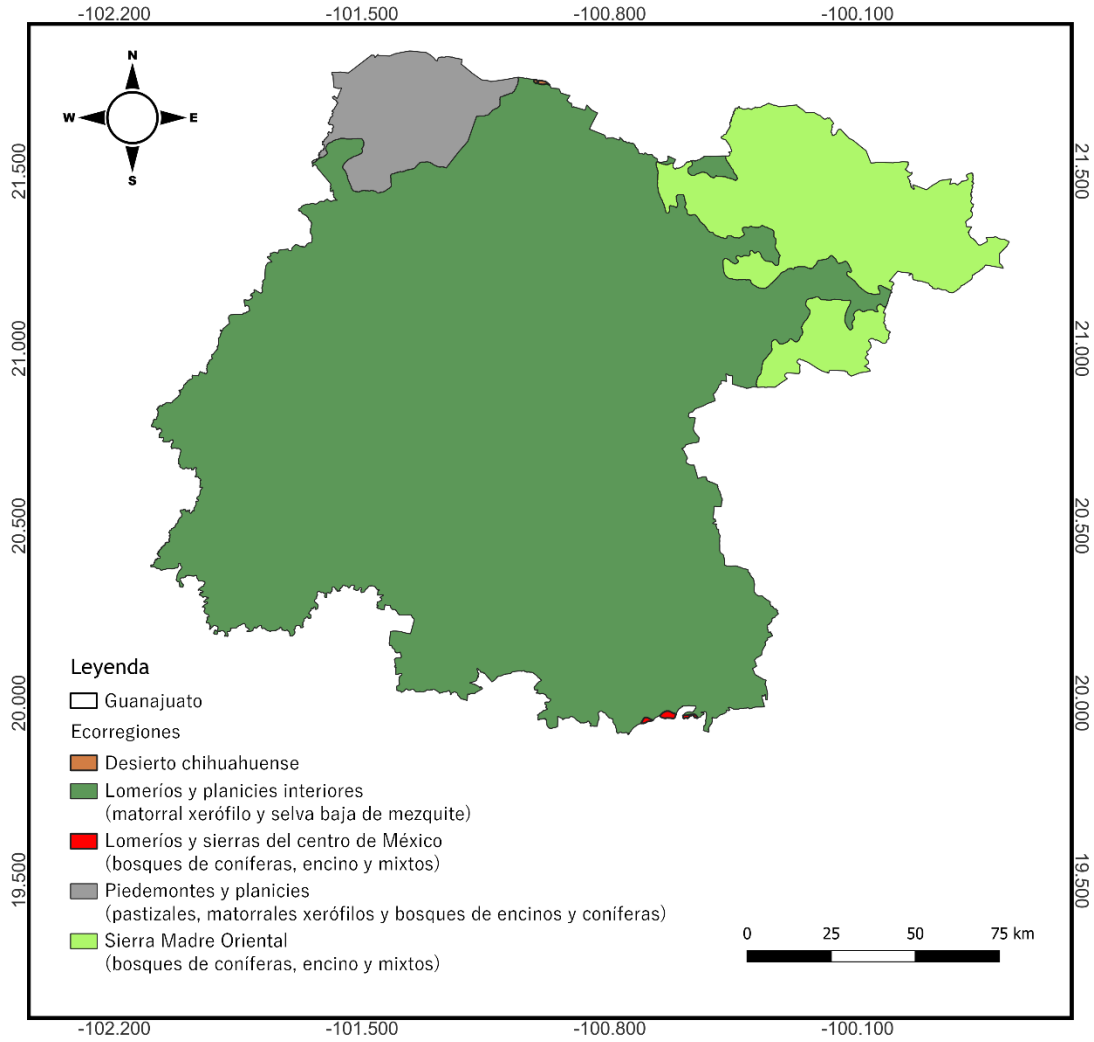 -102.200 -101.500 -100.800 -100.100
N
W E
S
21.500 21.500
21.000 21.000
20.500 20.500
20.000 20.000
19.500 19.500
Leyenda
Guanajuato
Ecorregiones
Desierto chihuahuense
Lomeríos y planicies interiores
(matorral xerófilo y selva baja de mezquite)
Lomeríos y sierras del centro de México
(bosques de coníferas, encino y mixtos)
Piedemontes y planicies
(pastizales, matorrales xerófilos y bosques de encinos y coníferas)
Sierra Madre Oriental
(bosques de coníferas, encino y mixtos)
0 25 50 75 km
-102.200 -101.500 -100.800 -100.100